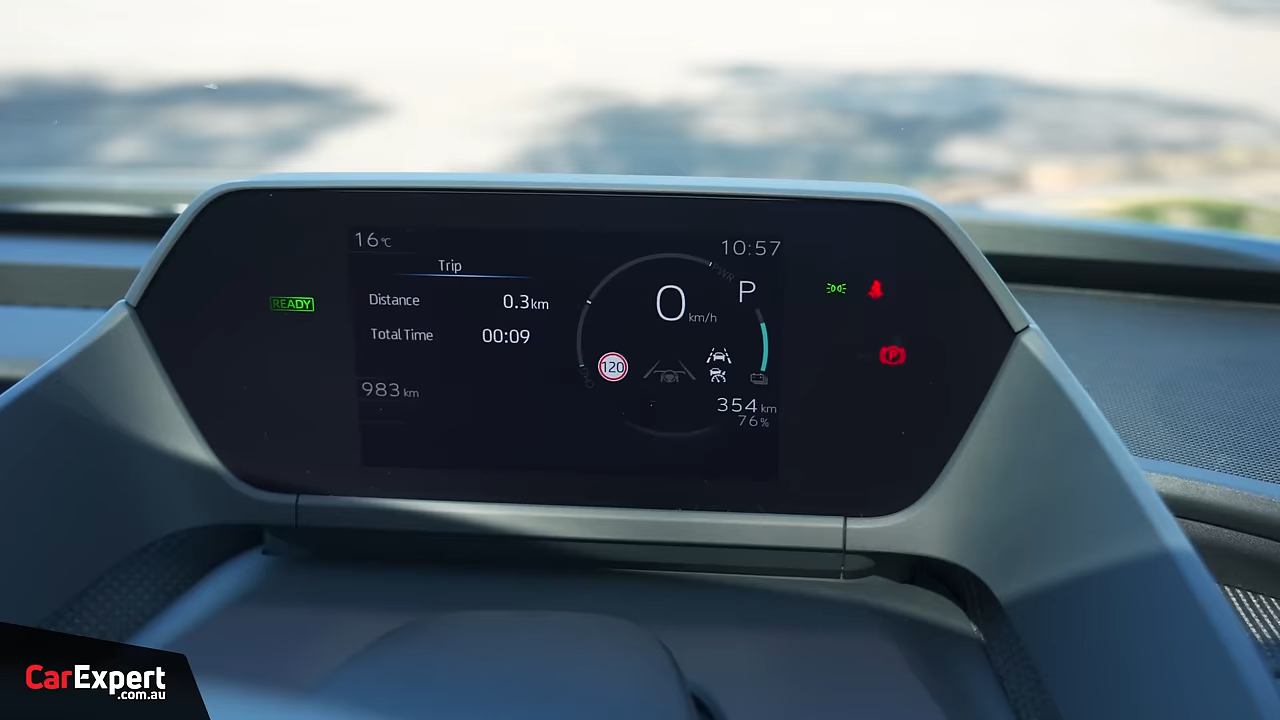 16°C
10:57
Trip
PWR
READY
Distance 0.3 km
Total Time 00:09
0 km/h
P
P
120
983 km
354 km
76%
CarExpert
.com.au